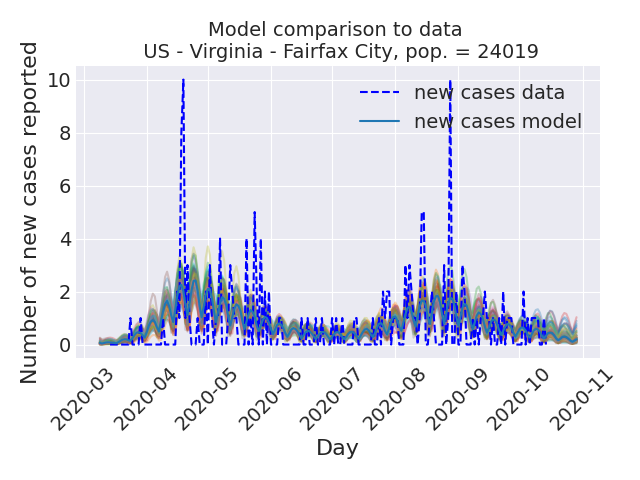 Model comparison to data
US - Virginia - Fairfax City, pop. = 24019
Number of new cases reported
10
8
6
4
2
0
new cases data
new cases model
2020-03
2020-04
2020-05
2020-06
2020-07
2020-08
2020-09
2020-10
2020-11
Day